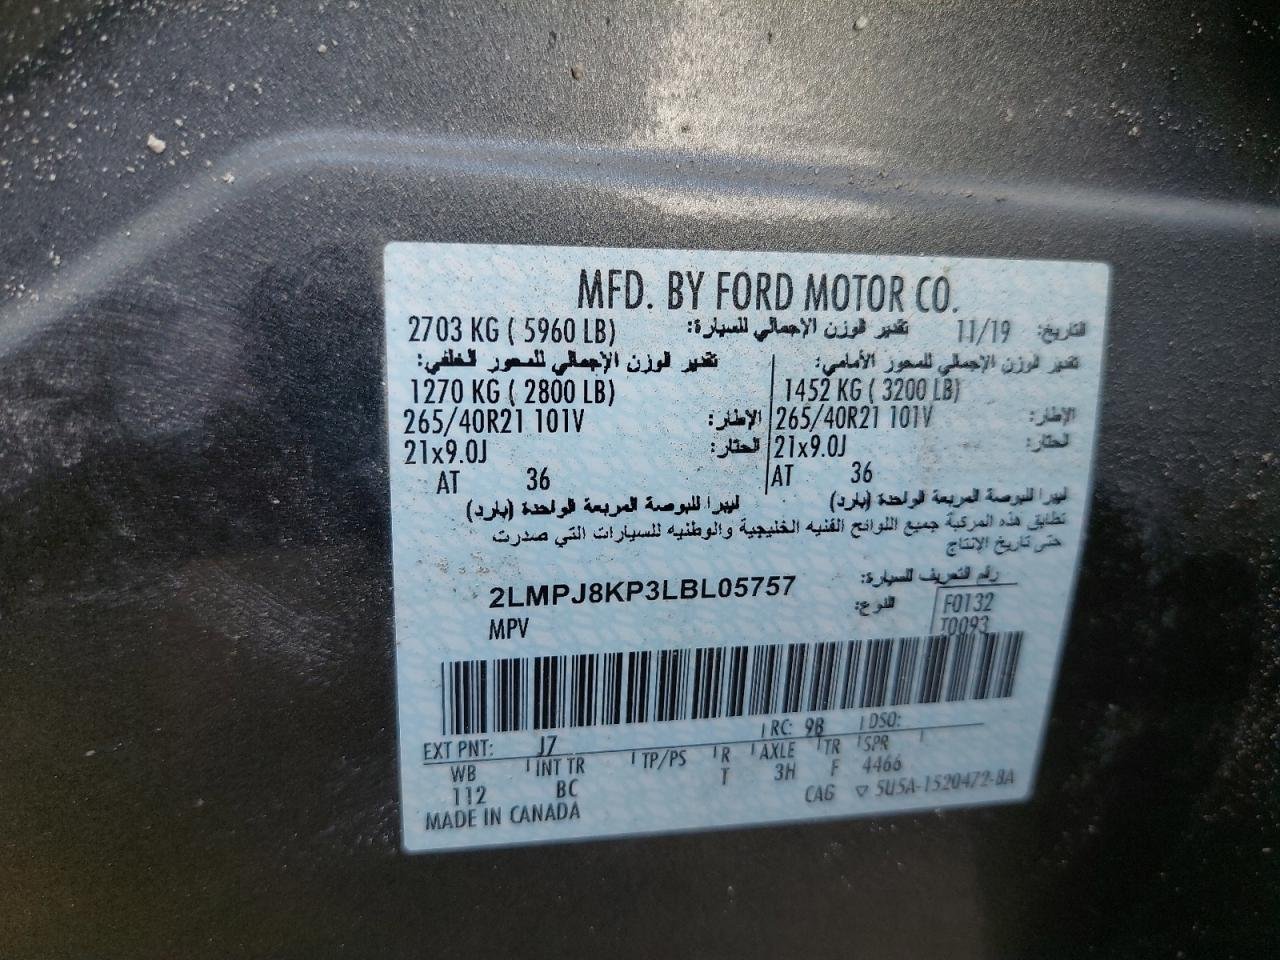 MFD. BY FORD MOTOR CO.
التاريخ: 11/19 تقدير الوزن الإجمالي للسيارة: 2703 KG ( 5960 LB)
تقدير الوزن الإجمالي للمحور الأمامي: تقدير الوزن الإجمالي للمحور الخلفي:
1270 KG ( 2800 LB) 1452 KG ( 3200 LB)
265/40R21 101V الإطار: 265/40R21 101V الإطار:
21x9.0J الحتار: 21x9.0J الحتار:
AT 36 AT 36
ليبرا للبوصة المربعة الواحدة (بارد) ليبرا للبوصة المربعة الواحدة (بارد)
تطابق هذه المركبة جميع اللوائح الفنيه الخليجية والوطنيه للسيارات التي صدرت
حتى تاريخ الإنتاج
رقم التعريف للسيارة: 2LMPJ8KP3LBL05757
MPV النوع: F0132
T0093
EXT PNT: J7 RC: 9B DSO:
WB INT TR TP/PS R AXLE TR SPR
112 BC T 3H F 4466
MADE IN CANADA CAG ▽ 5U5A-1520472-BA